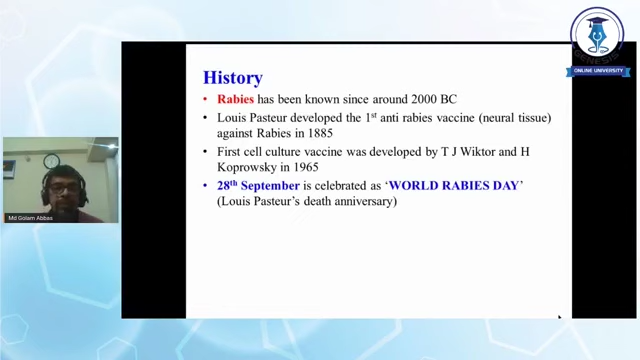 GENESIS
ONLINE UNIVERSITY
History
• Rabies has been known since around 2000 BC
• Louis Pasteur developed the 1st anti rabies vaccine (neural tissue)
against Rabies in 1885
• First cell culture vaccine was developed by T J Wiktor and H
Koprowsky in 1965
• 28th September is celebrated as ‘WORLD RABIES DAY’
(Louis Pasteur’s death anniversary)
Md Golam Abbas